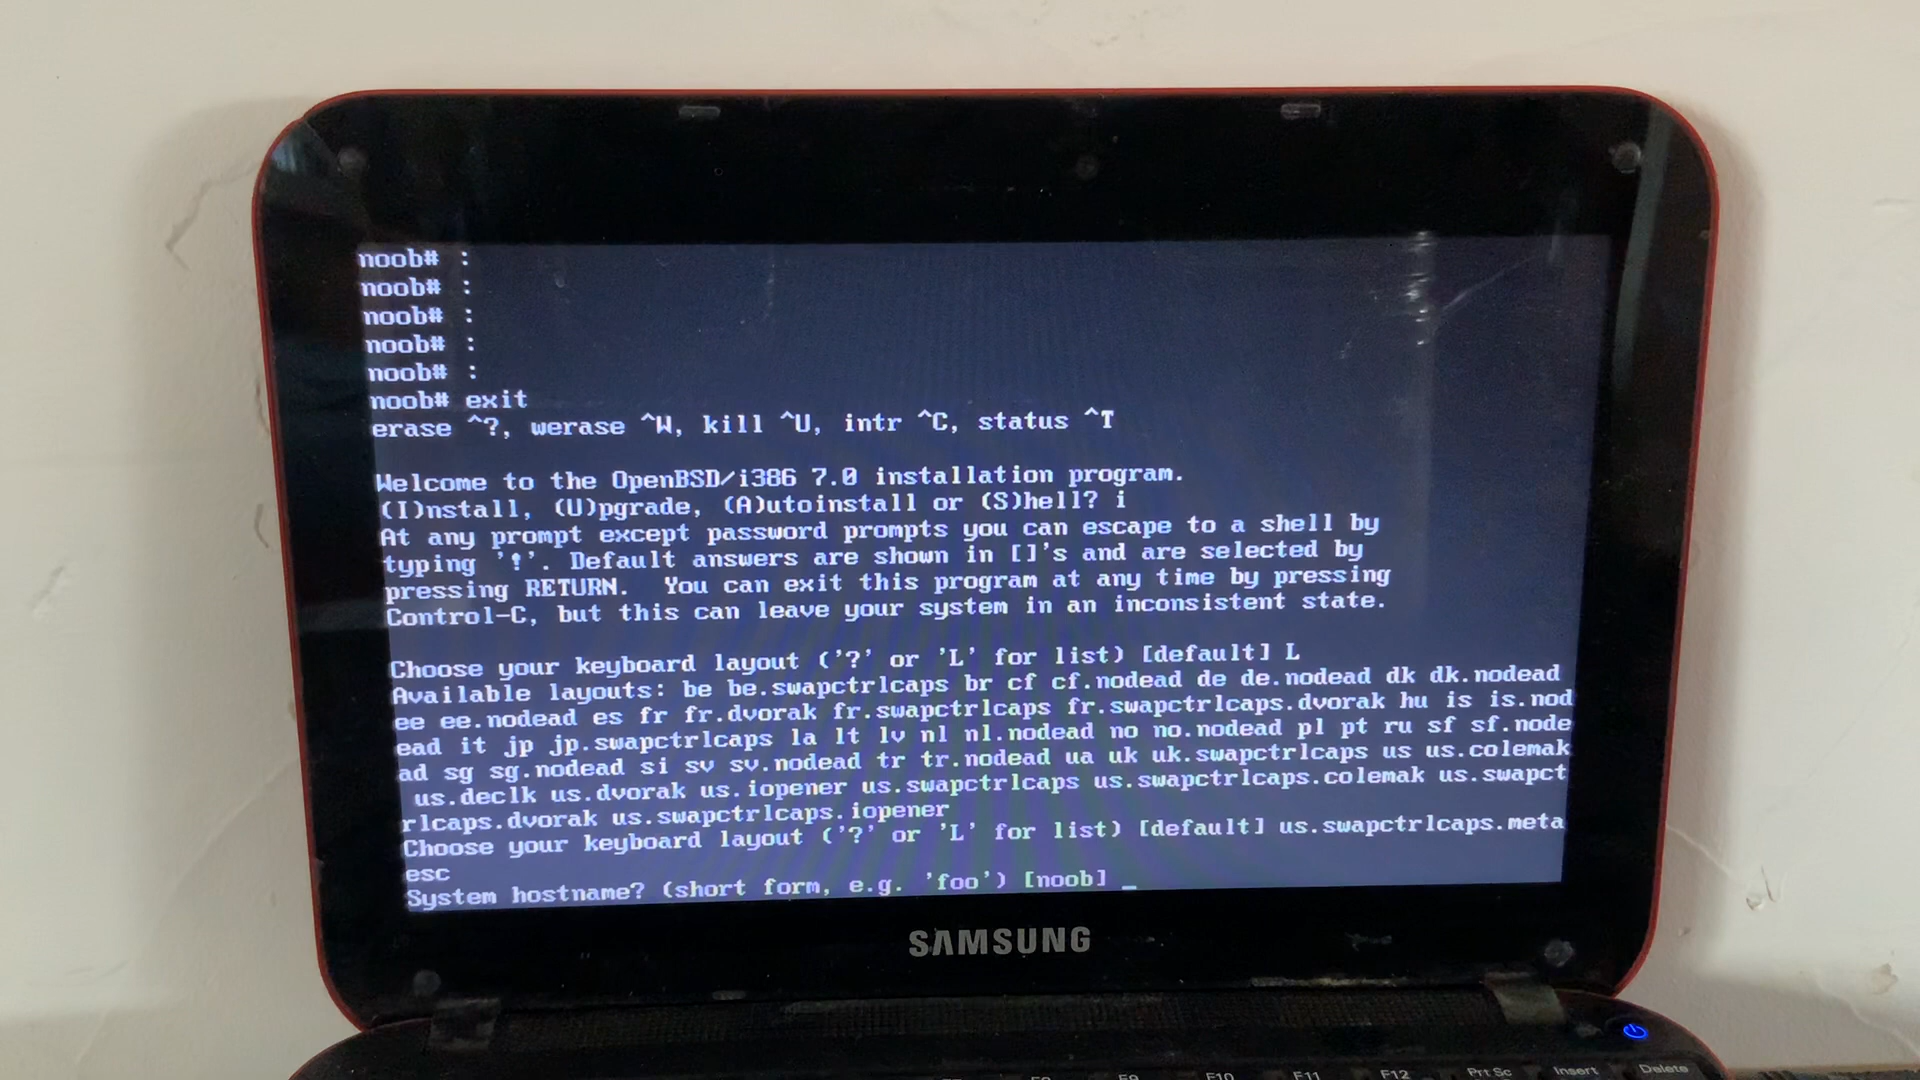 noob# :
noob# :
noob# :
noob# :
noob# :
noob# exit
erase ^?, werase ^W, kill ^U, intr ^C, status ^T
Welcome to the OpenBSD/i386 7.0 installation program.
(I)nstall, (U)pgrade, (A)utoinstall or (S)hell? i
At any prompt except password prompts you can escape to a shell by
typing '!'. Default answers are shown in []'s and are selected by
pressing RETURN.  You can exit this program at any time by pressing
Control-C, but this can leave your system in an inconsistent state.
Choose your keyboard layout ('?' or 'L' for list) [default] L
Available layouts: be be.swapctrlcaps br cf cf.nodead de de.nodead dk dk.nodead
ee ee.nodead es fr fr.dvorak fr.swapctrlcaps fr.swapctrlcaps.dvorak hu is is.nod
ead it jp jp.swapctrlcaps la lt lv nl nl.nodead no no.nodead pl pt ru sf sf.node
ad sg sg.nodead si sv sv.nodead tr tr.nodead ua uk uk.swapctrlcaps us us.colemak
us.declk us.dvorak us.iopener us.swapctrlcaps us.swapctrlcaps.colemak us.swapct
rlcaps.dvorak us.swapctrlcaps.iopener
Choose your keyboard layout ('?' or 'L' for list) [default] us.swapctrlcaps.meta
esc
System hostname? (short form, e.g. 'foo') [noob] _
SAMSUNG
F9 F10 F11 F12 Prt Sc Insert Delete